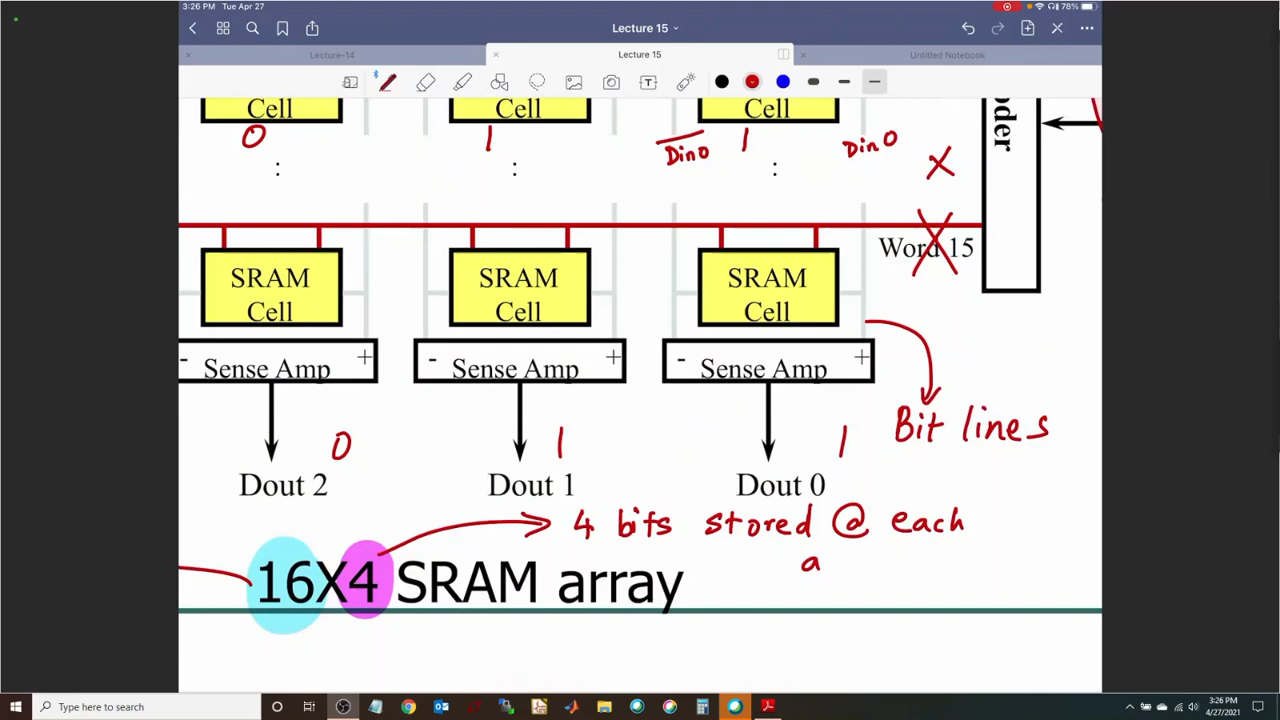 3:26 PM Tue Apr 27
78%
Lecture 15
Lecture-14
Lecture 15
Untitled Notebook
T
Cell Cell Cell
oder
0 1 Din0 1 Din0
: : :
X
Word 15
SRAM SRAM SRAM
Cell Cell Cell
- Sense Amp + - Sense Amp + - Sense Amp +
Bit lines
0 1 1
Dout 2 Dout 1 Dout 0
4 bits stored @ each
a
16X4 SRAM array
Type here to search
3:26 PM
4/27/2021